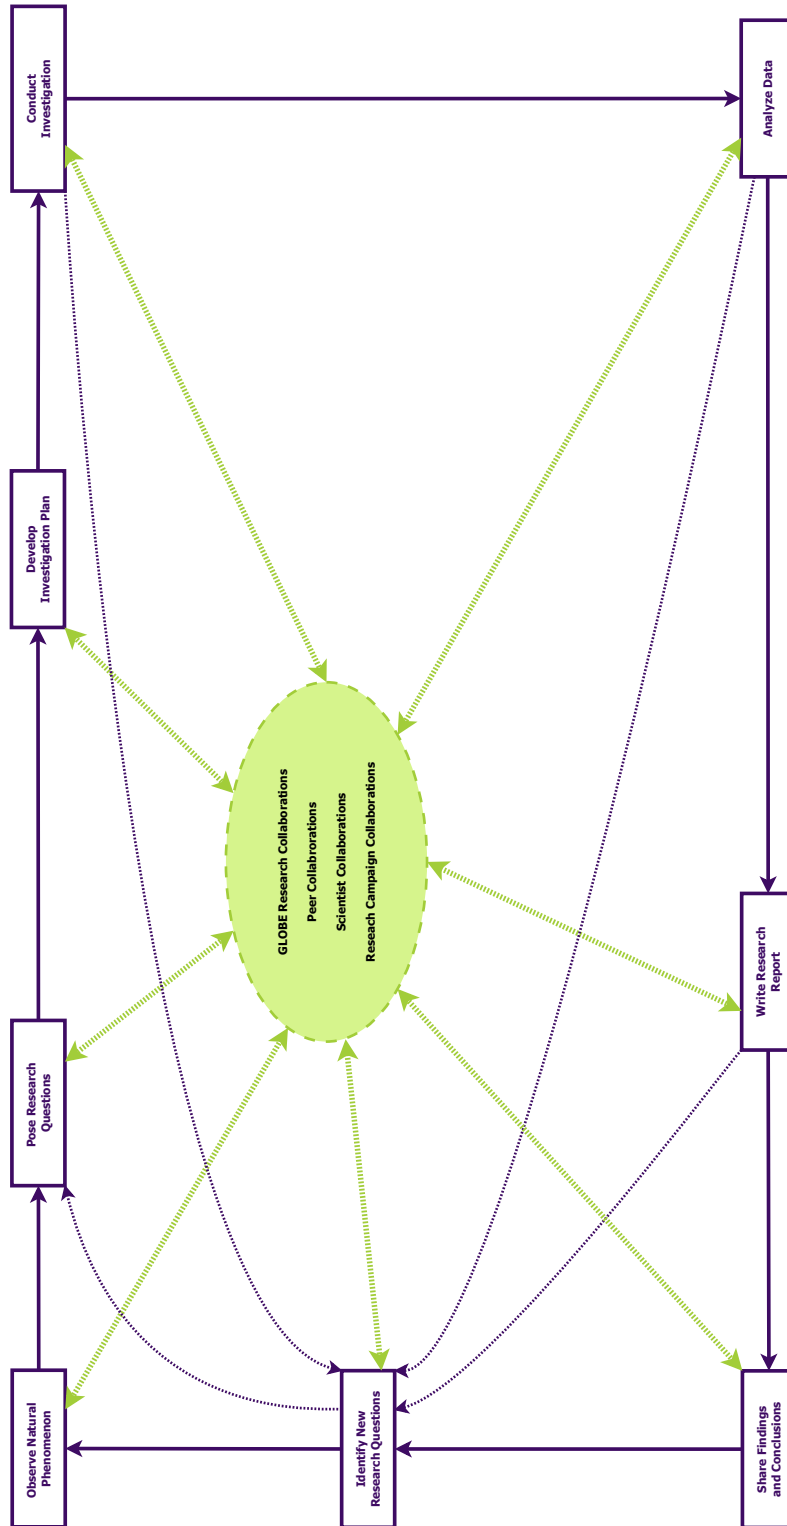 Observe Natural
Phenomenon
Pose Research
Questions
Develop
Investigation Plan
Conduct
Investigation
GLOBE Research Collaborations
Peer Collabrorations
Scientist Collaborations
Reseach Campaign Collaborations
Identify New
Research Questions
Share Findings
and Conclusions
Write Research
Report
Analyze Data